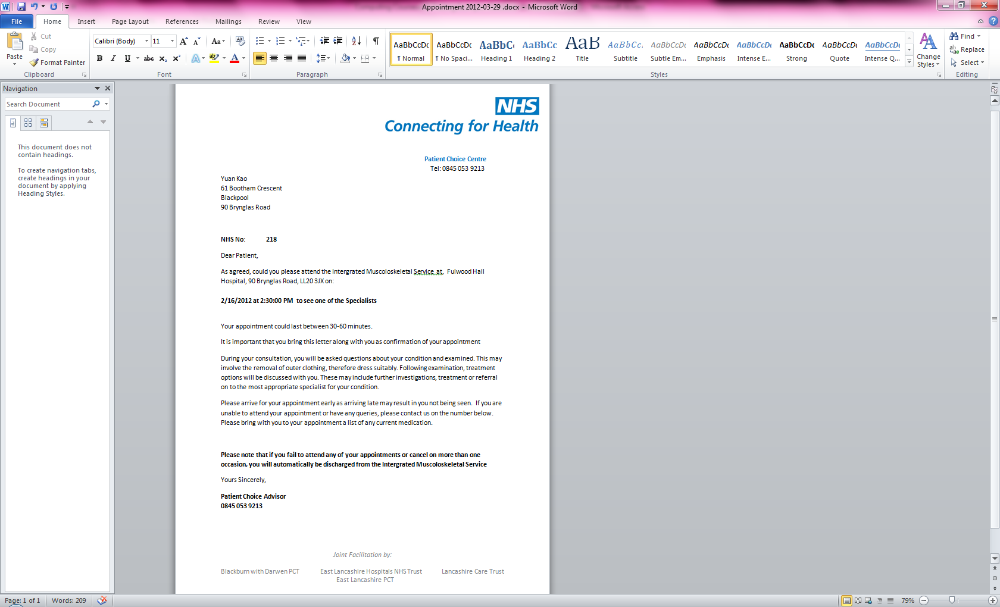 Appointment 2012-03-29 .docx - Microsoft Word
File Home Insert Page Layout References Mailings Review View
Paste
Cut
Copy
Format Painter
Clipboard
Calibri (Body) 11
Font
Paragraph
AaBbCcDc AaBbCcDc AaBbCc AaBbCc AaB AaBbCc. AaBbCcDc AaBbCcDc AaBbCcDc AaBbCcDc AaBbCcDc AaBbCcDc
¶ Normal ¶ No Spaci... Heading 1 Heading 2 Title Subtitle Subtle Em... Emphasis Intense E... Strong Quote Intense Q...
Styles
Change Styles
Find
Replace
Select
Editing
Navigation
Search Document
This document does not
contain headings.
To create navigation tabs,
create headings in your
document by applying
Heading Styles.
NHS
Connecting for Health
Patient Choice Centre
Tel: 0845 053 9213
Yuan Kao
61 Bootham Crescent
Blackpool
90 Brynglas Road
NHS No: 218
Dear Patient,
As agreed, could you please attend the Intergrated Muscoloskeletal Service at, Fulwood Hall
Hospital, 90 Brynglas Road, LL20 3JX on:
2/16/2012 at 2:30:00 PM to see one of the Specialists
Your appointment could last between 30-60 minutes.
It is important that you bring this letter along with you as confirmation of your appointment
During your consultation, you will be asked questions about your condition and examined. This may
involve the removal of outer clothing, therefore dress suitably. Following examination, treatment
options will be discussed with you. These may include further investigations, treatment or referral
on to the most appropriate specialist for your condition.
Please arrive for your appointment early as arriving late may result in you not being seen. If you are
unable to attend your appointment or have any queries, please contact us on the number below.
Please bring with you to your appointment a list of any current medication.
Please note that if you fail to attend any of your appointments or cancel on more than one
occasion, you will automatically be discharged from the Intergrated Muscoloskeletal Service
Yours Sincerely,
Patient Choice Advisor
0845 053 9213
Joint Facilitation by:
Blackburn with Darwen PCT East Lancashire Hospitals NHS Trust Lancashire Care Trust
East Lancashire PCT
Page: 1 of 1 Words: 209 79%